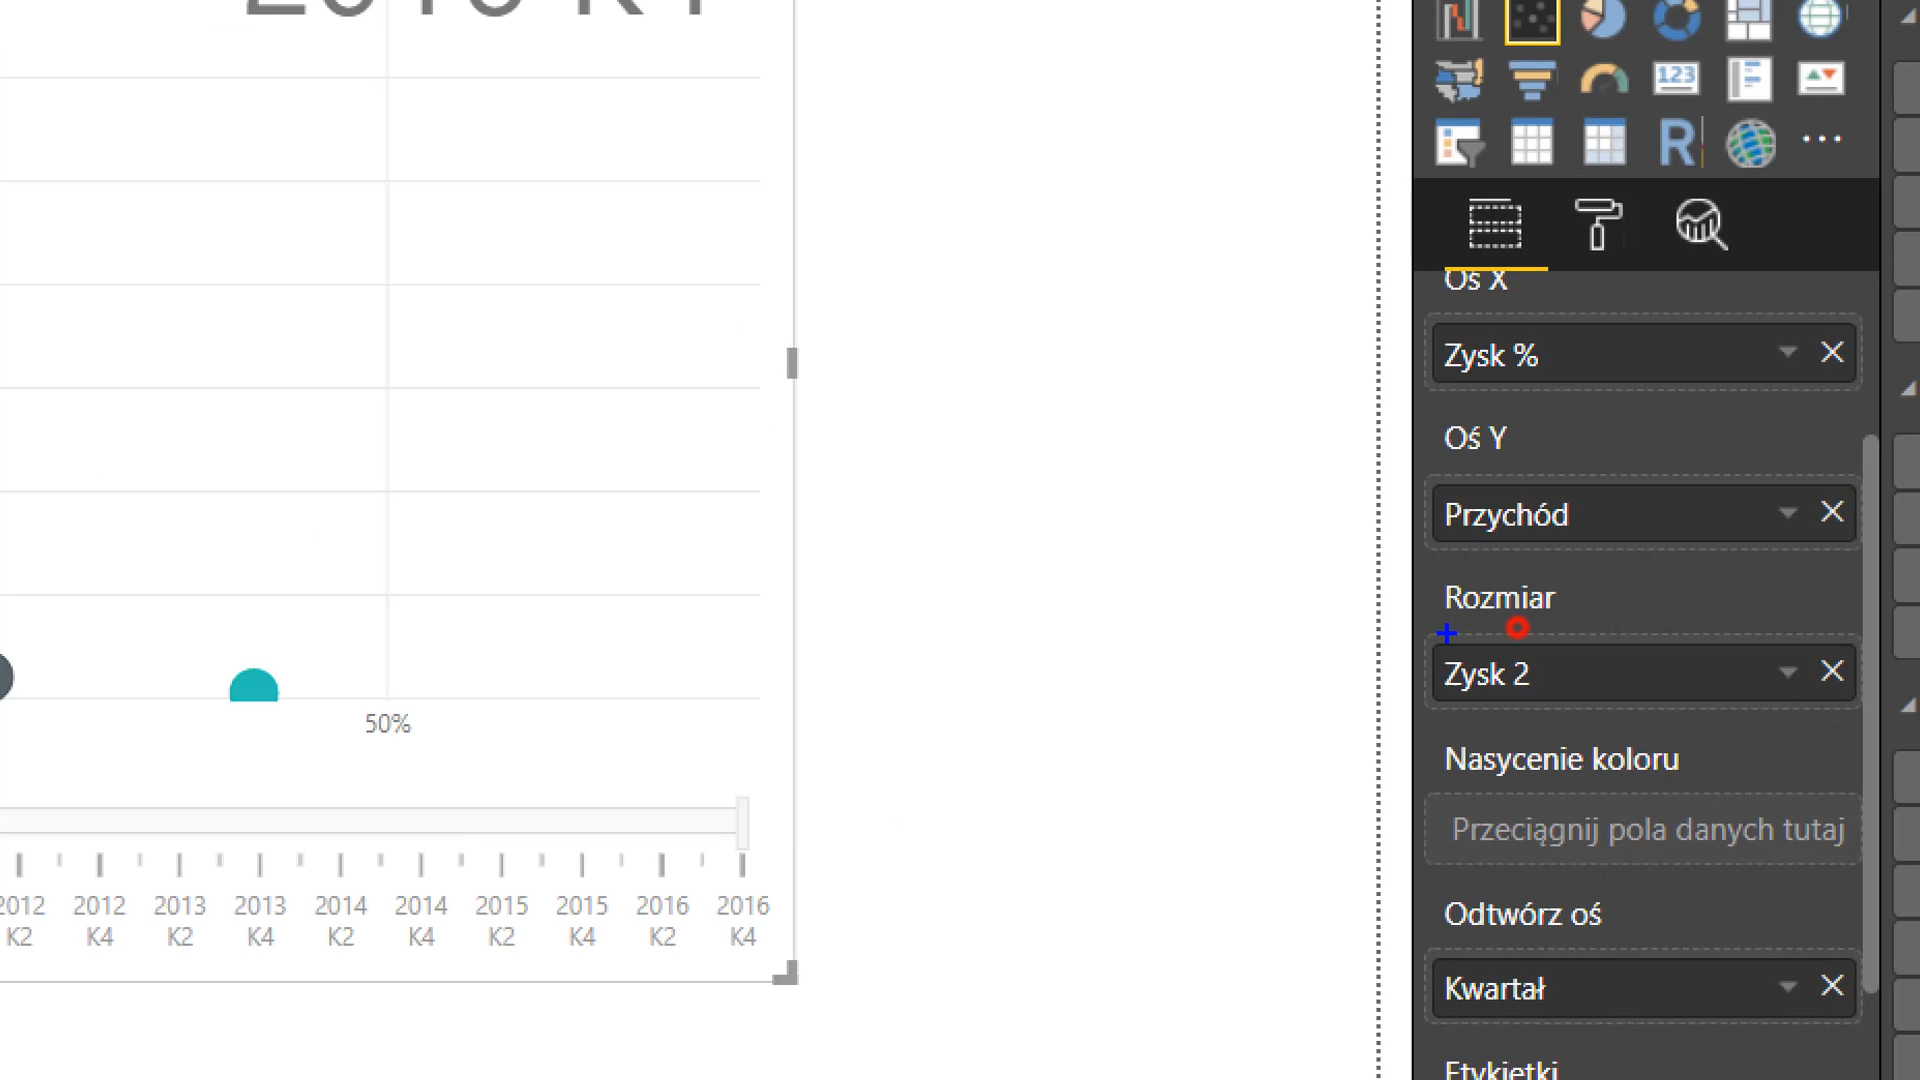 123
R
Oś X
Zysk %
Oś Y
Przychód
Rozmiar
Zysk 2
50%
Nasycenie koloru
Przeciągnij pola danych tutaj
2012 2012 2013 2013 2014 2014 2015 2015 2016 2016
K2 K4 K2 K4 K2 K4 K2 K4 K2 K4
Odtwórz oś
Kwartał
Etykietki